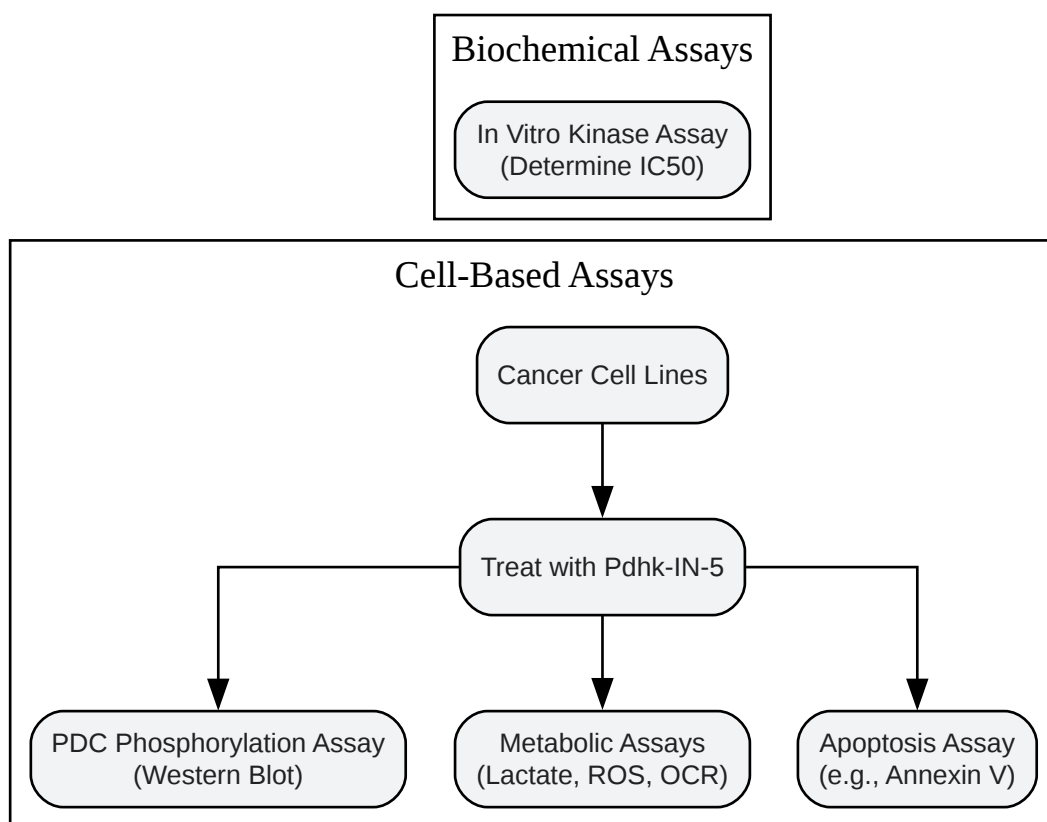 Biochemical Assays
In Vitro Kinase Assay
(Determine IC50)
Cell-Based Assays
Cancer Cell Lines
Treat with Pdhk-IN-5
PDC Phosphorylation Assay
(Western Blot)
Metabolic Assays
(Lactate, ROS, OCR)
Apoptosis Assay
(e.g., Annexin V)